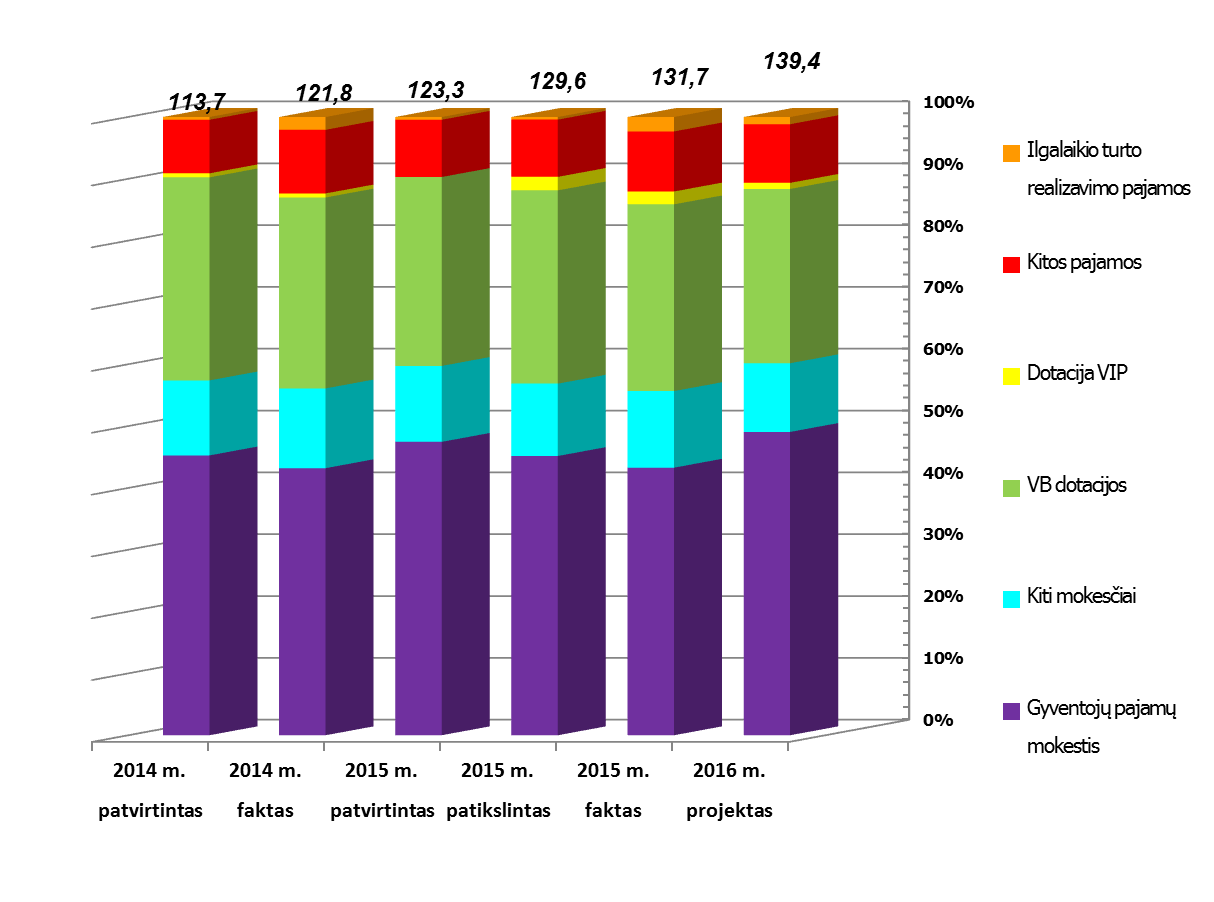 113,7
121,8
123,3
129,6
131,7
139,4
100%
90%
80%
70%
60%
50%
40%
30%
20%
10%
0%
Ilgalaikio turto
realizavimo pajamos
Kitos pajamos
Dotacija VIP
VB dotacijos
Kiti mokesčiai
Gyventojų pajamų
mokestis
2014 m.
patvirtintas
2014 m.
faktas
2015 m.
patvirtintas
2015 m.
patikslintas
2015 m.
faktas
2016 m.
projektas